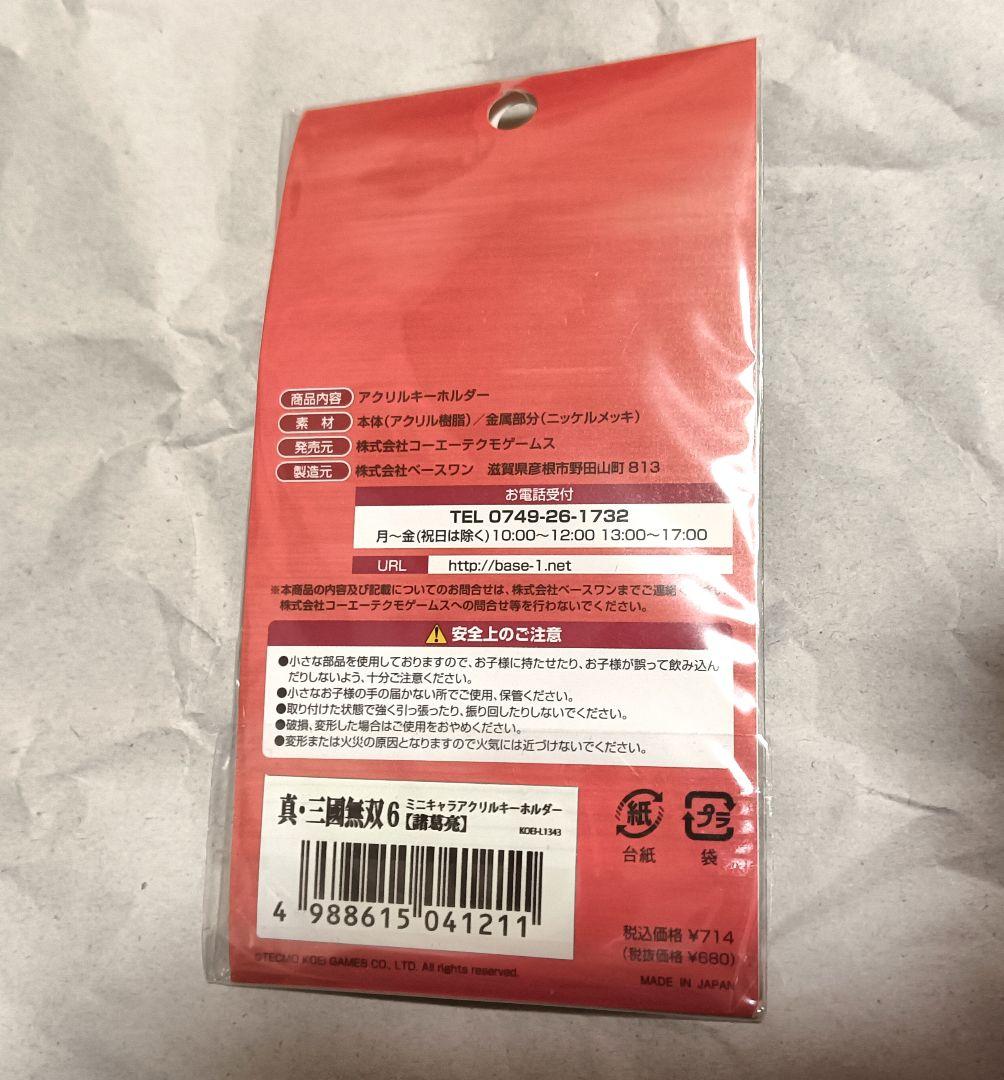 商品内容 アクリルキーホルダー
素材 本体(アクリル樹脂)／金属部分(ニッケルメッキ)
発売元 株式会社コーエーテクモゲームス
製造元 株式会社ベースワン 滋賀県彦根市野田山町813
お電話受付
TEL 0749-26-1732
月〜金(祝日は除く)10:00〜12:00 13:00〜17:00
URL http://base-1.net
※本商品の内容及び記載についてのお問合せは、株式会社ベースワンまでご連絡ください。
株式会社コーエーテクモゲームスへの問合せ等を行わないでください。
安全上のご注意
●小さな部品を使用しておりますので、お子様に持たせたり、お子様が誤って飲み込ん
だりしないよう、十分ご注意ください。
●小さなお子様の手の届かない所でご使用、保管ください。
●取り付けた状態で強く引っ張ったり、振り回したりしないでください。
●破損、変形した場合はご使用をおやめください。
●変形または火災の原因となりますので火気には近づけないでください。
真・三國無双6 ミニキャラアクリルキーホルダー
【諸葛亮】
KOEI-L1343
4 988615 041211
紙
台紙
プラ
袋
税込価格 ¥714
(税抜価格 ¥680)
©TECMO KOEI GAMES CO., LTD. All rights reserved.
MADE IN JAPAN